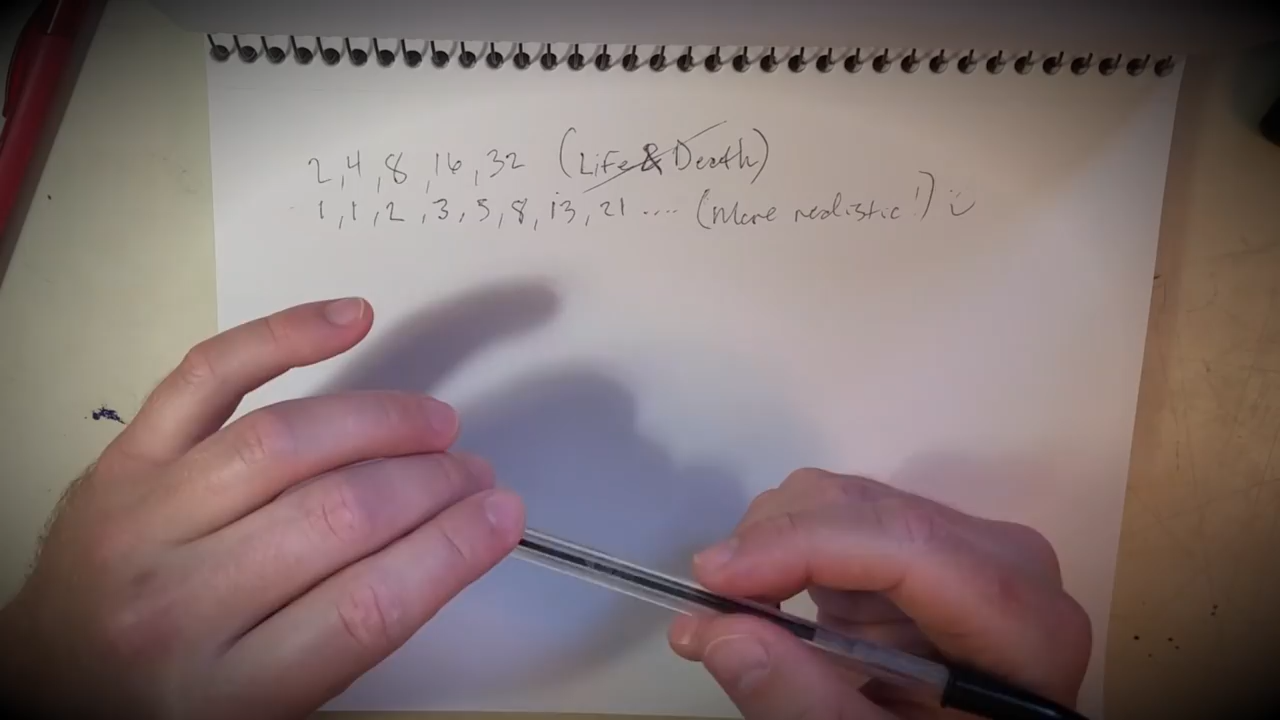 2,4,8,16,32 (Life & Death)
1,1,2,3,5,8,13,21.... (More realistic!) :)